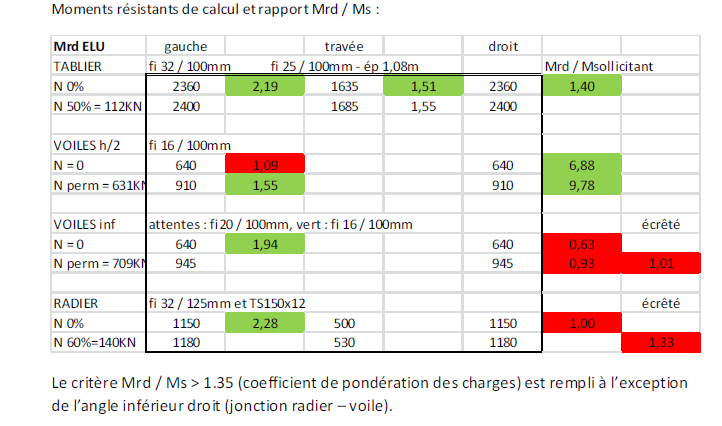 Moments résistants de calcul et rapport Mrd / Ms :
Mrd ELU gauche travée droit
TABLIER fi 32 / 100mm fi 25 / 100mm - ép 1,08m Mrd / Msollicitant
N 0% 2360 2,19 1635 1,51 2360 1,40
N 50% = 112KN 2400 1685 1,55 2400
VOILES h/2 fi 16 / 100mm
N = 0 640 1,09 640 6,88
N perm = 631KN 910 1,55 910 9,78
VOILES inf attentes : fi 20 / 100mm, vert : fi 16 / 100mm écrêté
N = 0 640 1,94 640 0,63
N perm = 709KN 945 945 0,93 1,01
RADIER fi 32 / 125mm et TS150x12 écrêté
N 0% 1150 2,28 500 1150 1,00
N 60%=140KN 1180 530 1180 1,33
Le critère Mrd / Ms > 1.35 (coefficient de pondération des charges) est rempli à l'exception
de l'angle inférieur droit (jonction radier – voile).